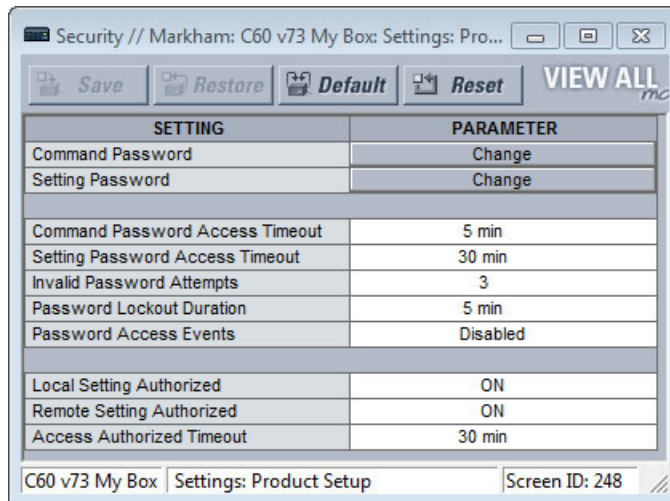 Security // Markham: C60 v73 My Box: Settings: Pro...
Save Restore Default Reset VIEW ALL
SETTING PARAMETER
Command Password Change
Setting Password Change
Command Password Access Timeout 5 min
Setting Password Access Timeout 30 min
Invalid Password Attempts 3
Password Lockout Duration 5 min
Password Access Events Disabled
Local Setting Authorized ON
Remote Setting Authorized ON
Access Authorized Timeout 30 min
C60 v73 My Box Settings: Product Setup Screen ID: 248